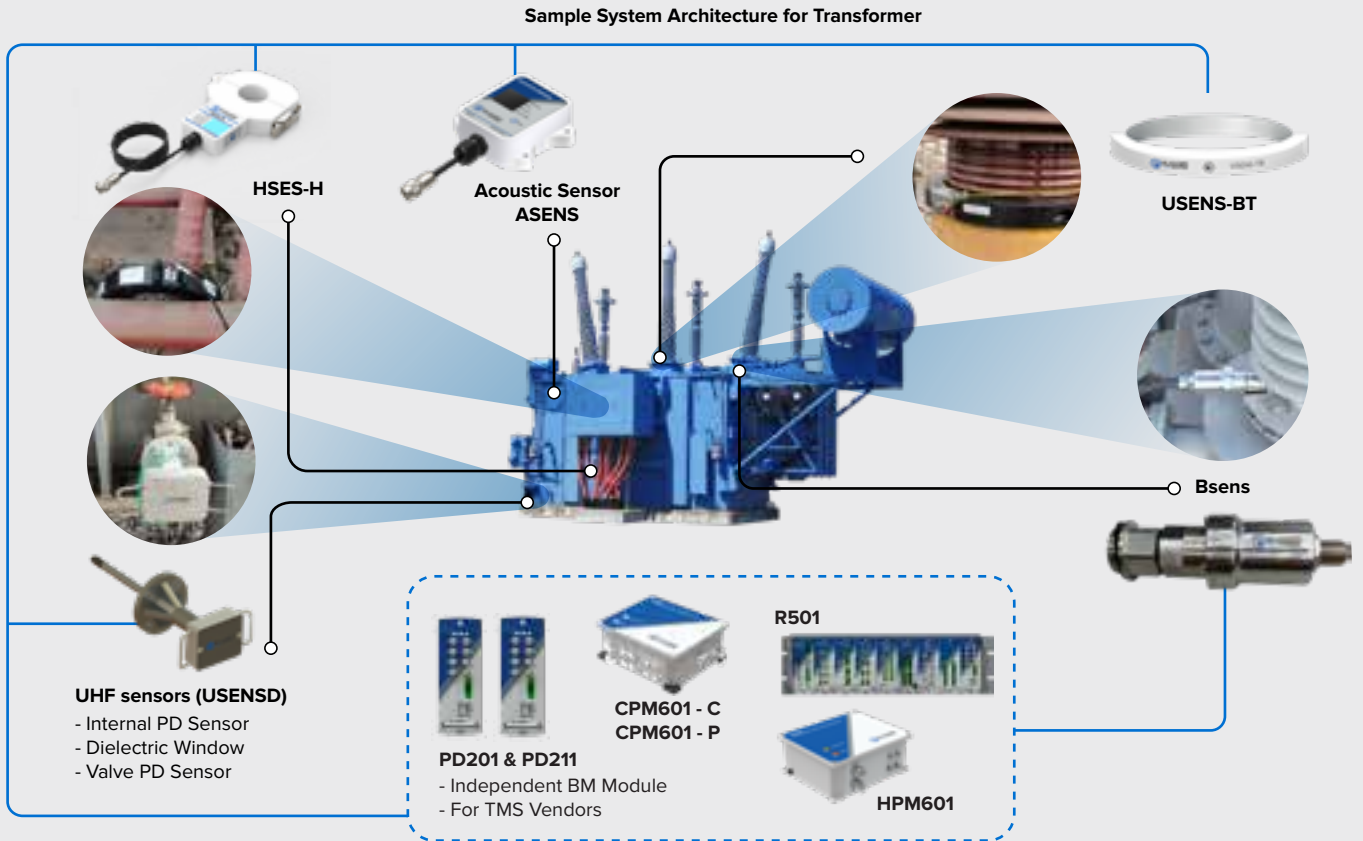 Sample System Architecture for Transformer
HSES-H
Acoustic Sensor
ASENS
USENS-BT
Bsens
UHF sensors (USENSD)
- Internal PD Sensor
- Dielectric Window
- Valve PD Sensor
PD201 & PD211
- Independent BM Module
- For TMS Vendors
CPM601 - C
CPM601 - P
R501
HPM601